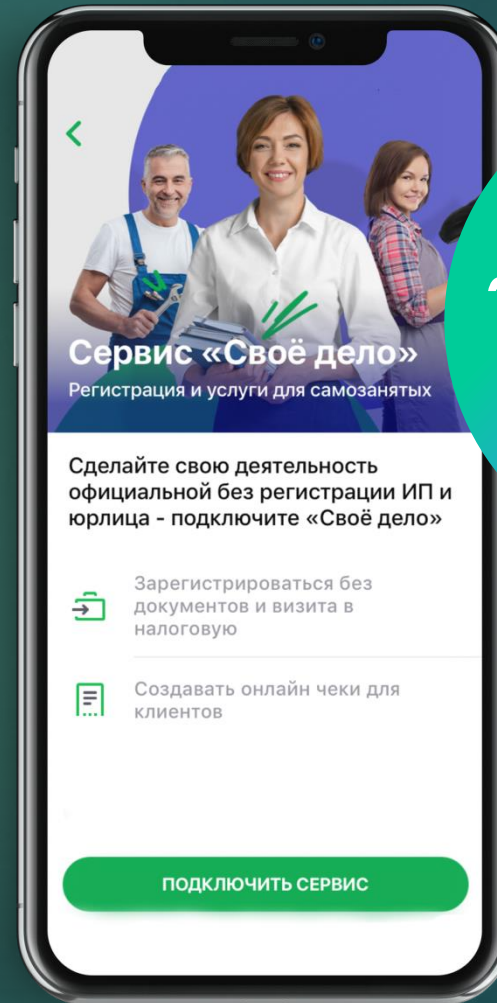 Сервис «Своё дело»
Регистрация и услуги для самозанятых
Сделайте свою деятельность
официальной без регистрации ИП и
юрлица - подключите «Своё дело»
Зарегистрироваться без
документов и визита в
налоговую
Создавать онлайн чеки для
клиентов
ПОДКЛЮЧИТЬ СЕРВИС